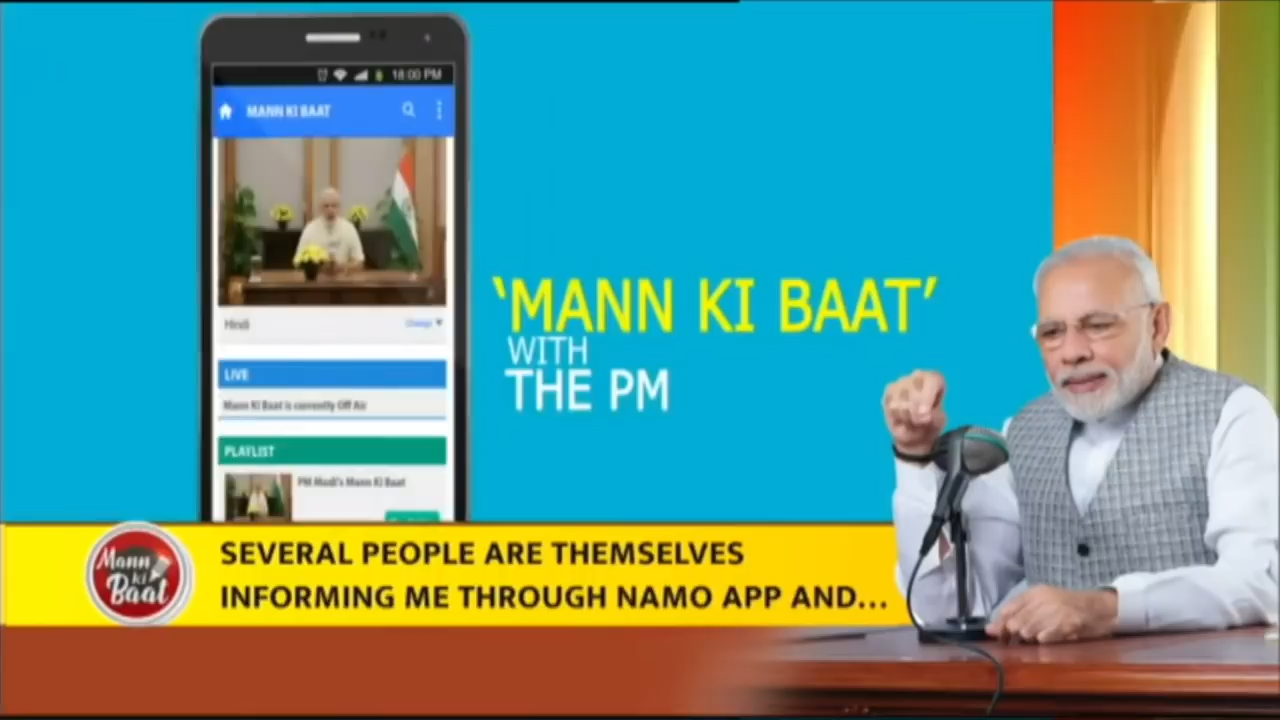 18:00 PM
MANN KI BAAT
Hindi
Change
LIVE
Mann Ki Baat is currently Off Air
PLAYLIST
PM Modi's Mann Ki Baat
‘MANN KI BAAT’
WITH
THE PM
Mann
ki
Baat
SEVERAL PEOPLE ARE THEMSELVES
INFORMING ME THROUGH NAMO APP AND...